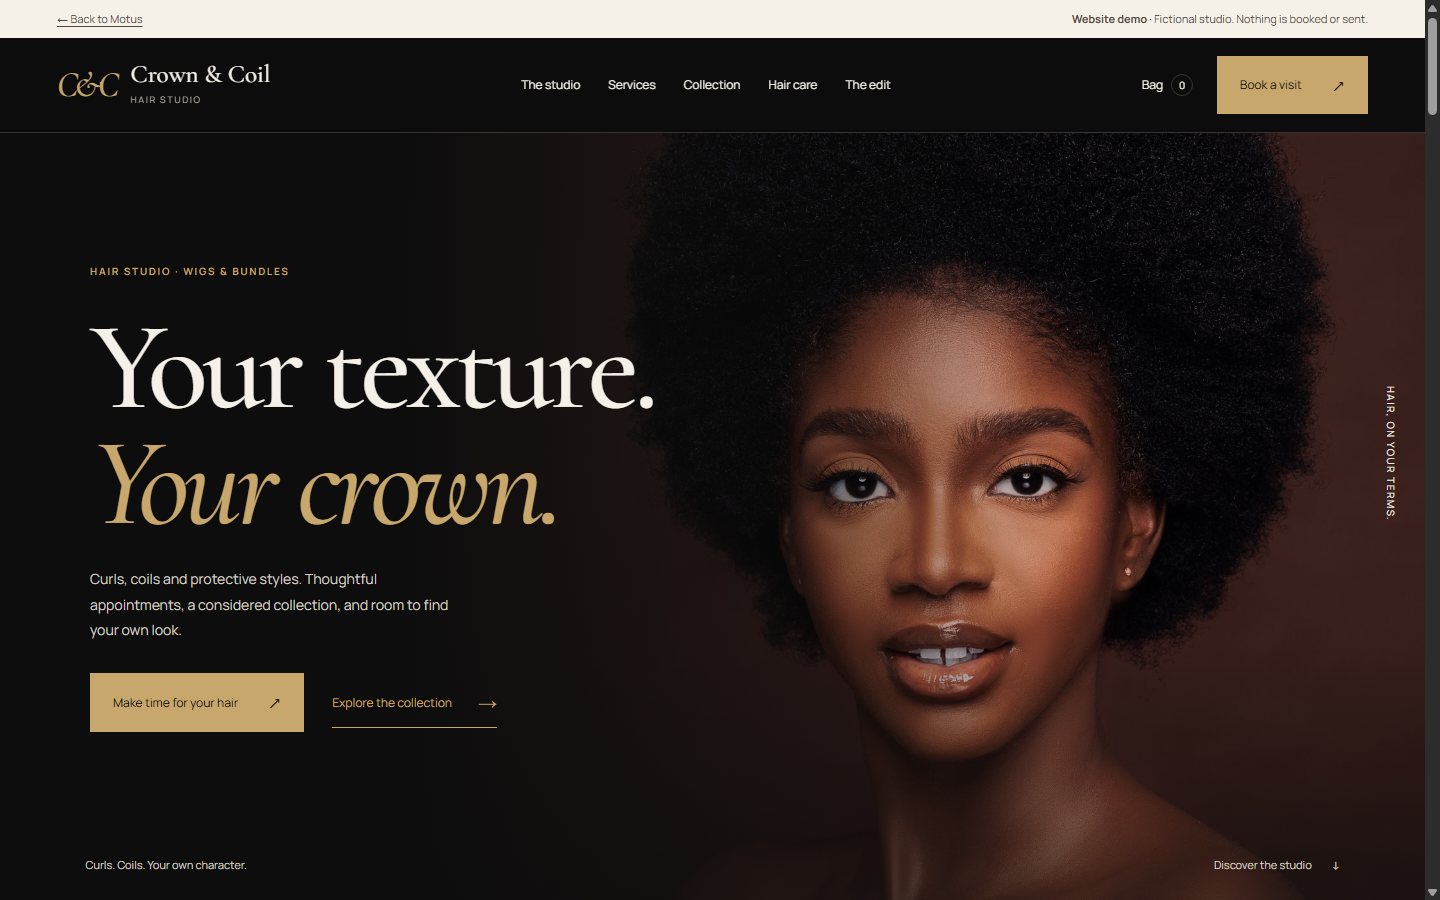 ← Back to Motus
Website demo · Fictional studio. Nothing is booked or sent.
C&C
Crown & Coil
HAIR STUDIO
The studio
Services
Collection
Hair care
The edit
Bag 0
Book a visit ↗
HAIR STUDIO · WIGS & BUNDLES
Your texture.
Your crown.
Curls, coils and protective styles. Thoughtful
appointments, a considered collection, and room to find
your own look.
Make time for your hair ↗
Explore the collection →
HAIR, ON YOUR TERMS.
Curls. Coils. Your own character.
Discover the studio ↓